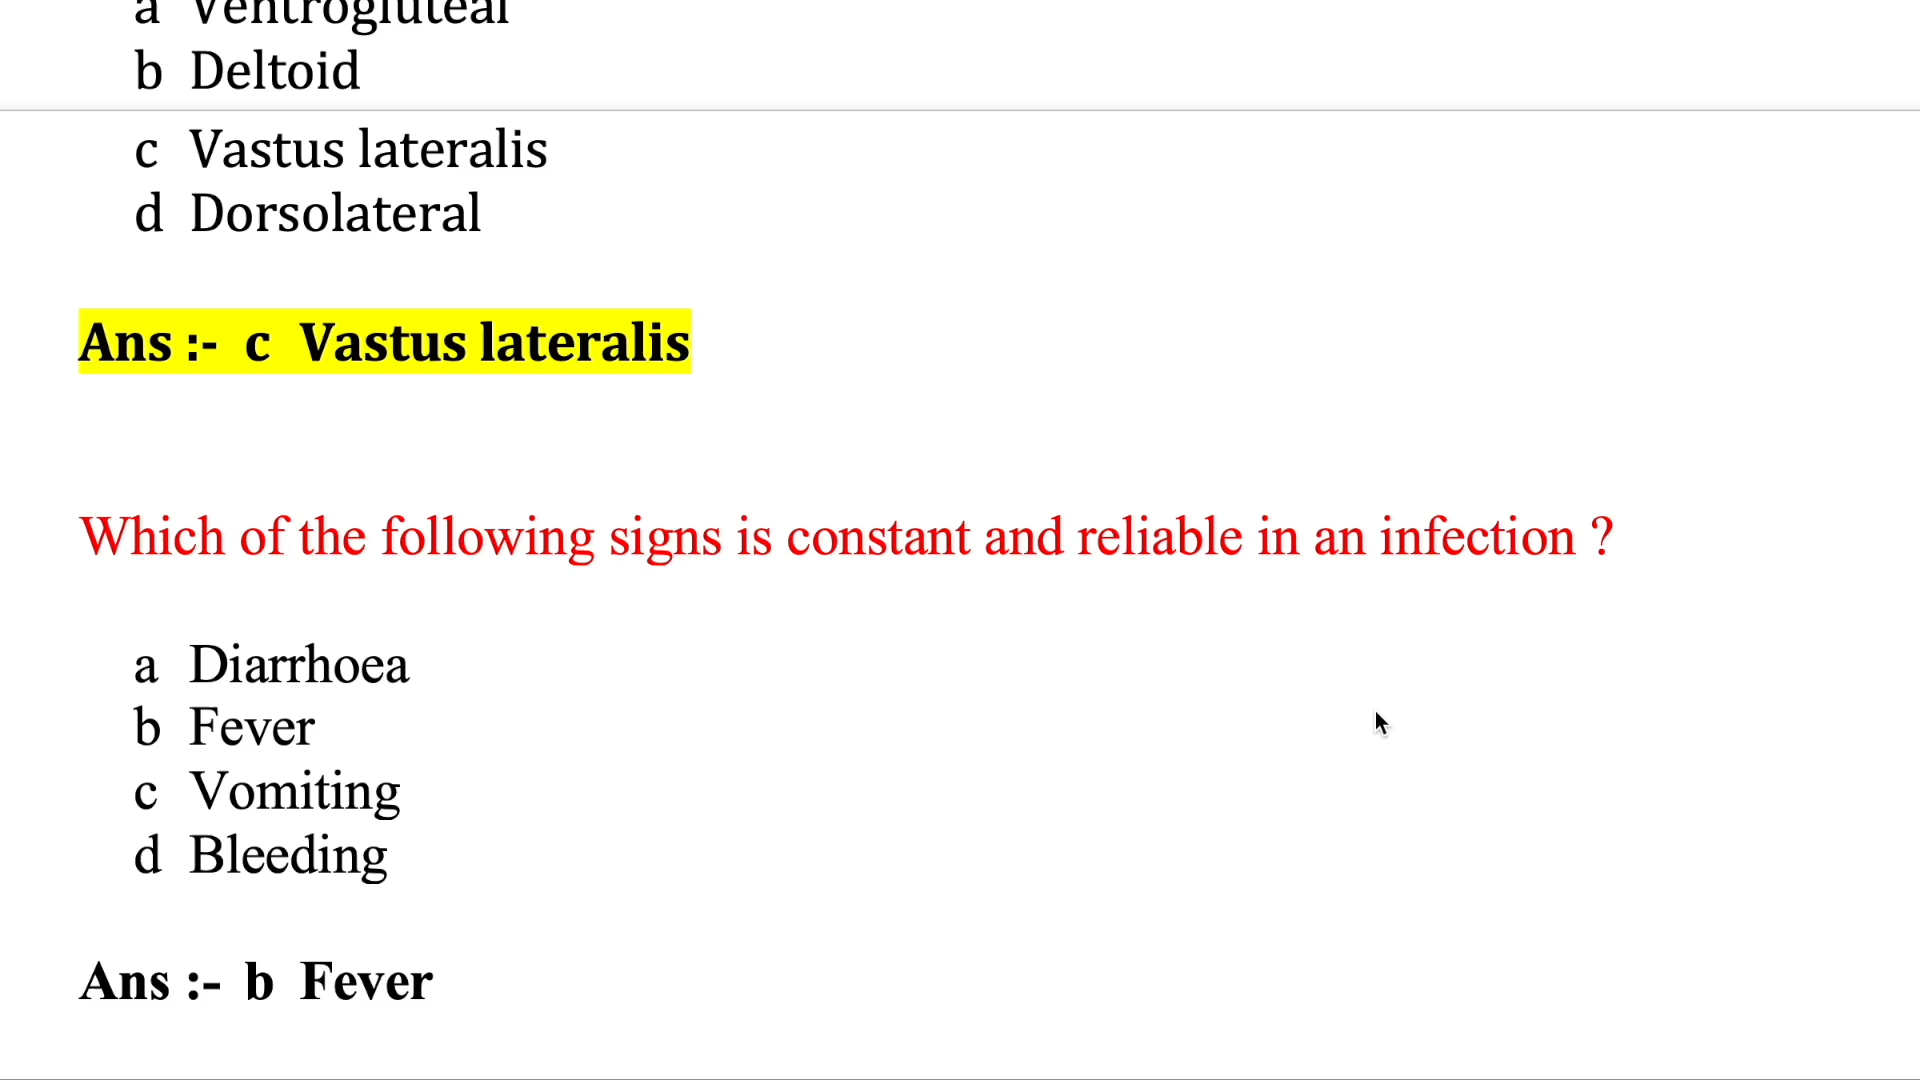 a Ventrogluteal
b Deltoid
c Vastus lateralis
d Dorsolateral
Ans :- c Vastus lateralis
Which of the following signs is constant and reliable in an infection ?
a Diarrhoea
b Fever
c Vomiting
d Bleeding
Ans :- b Fever